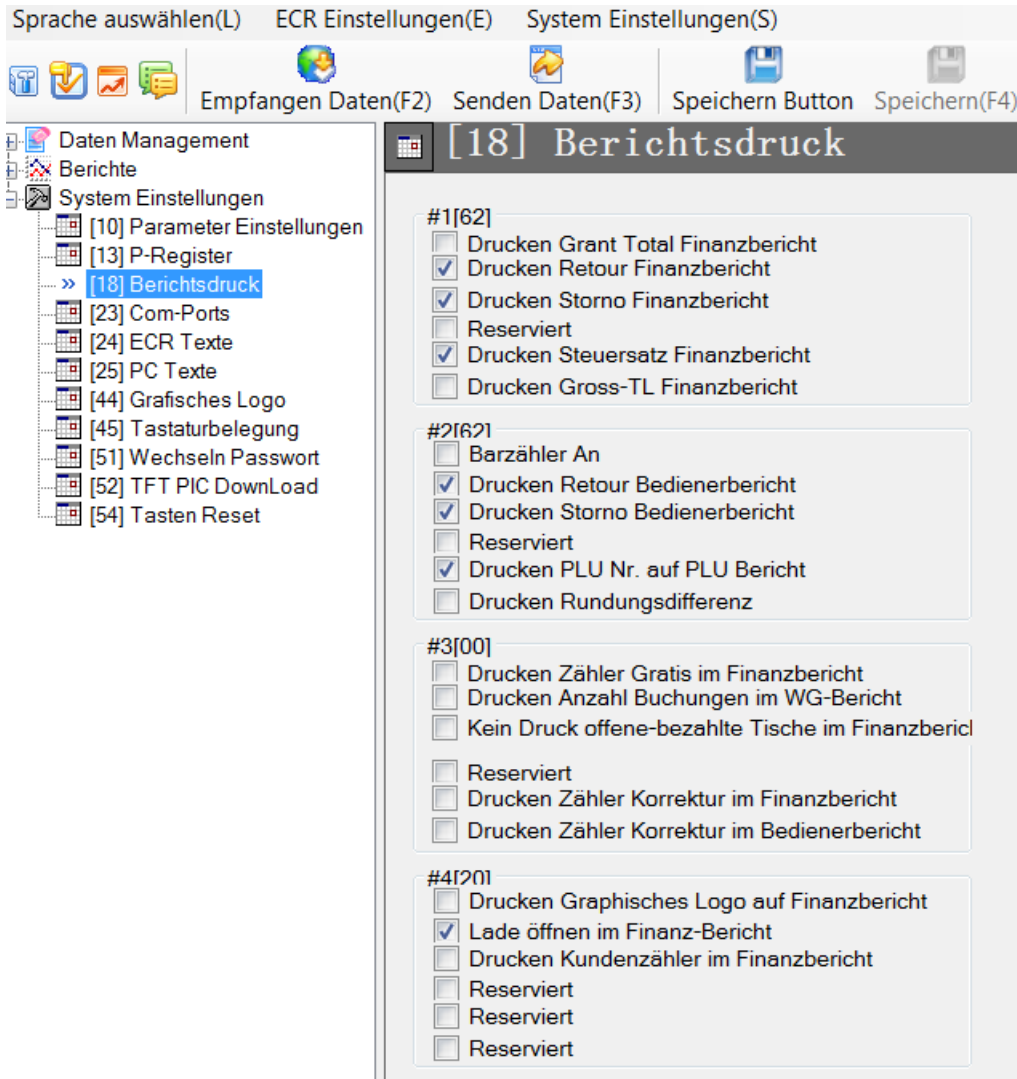 Sprache auswählen(L) ECR Einstellungen(E) System Einstellungen(S)
Empfangen Daten(F2) Senden Daten(F3) Speichern Button Speichern(F4)
Daten Management
Berichte
System Einstellungen
[10] Parameter Einstellungen
[13] P-Register
[18] Berichtsdruck
[23] Com-Ports
[24] ECR Texte
[25] PC Texte
[44] Grafisches Logo
[45] Tastaturbelegung
[51] Wechseln Passwort
[52] TFT PIC DownLoad
[54] Tasten Reset
[18] Berichtsdruck
#1[62]
Drucken Grant Total Finanzbericht
Drucken Retour Finanzbericht
Drucken Storno Finanzbericht
Reserviert
Drucken Steuersatz Finanzbericht
Drucken Gross-TL Finanzbericht
#2[62]
Barzähler An
Drucken Retour Bedienerbericht
Drucken Storno Bedienerbericht
Reserviert
Drucken PLU Nr. auf PLU Bericht
Drucken Rundungsdifferenz
#3[00]
Drucken Zähler Gratis im Finanzbericht
Drucken Anzahl Buchungen im WG-Bericht
Kein Druck offene-bezahlte Tische im Finanzberic
Reserviert
Drucken Zähler Korrektur im Finanzbericht
Drucken Zähler Korrektur im Bedienerbericht
#4[20]
Drucken Graphisches Logo auf Finanzbericht
Lade öffnen im Finanz-Bericht
Drucken Kundenzähler im Finanzbericht
Reserviert
Reserviert
Reserviert